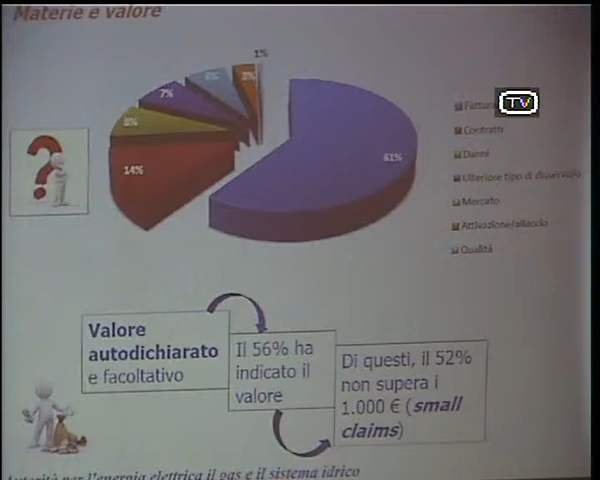 Materie e valore
1%
3%
6%
7%
8%
14%
61%
TV
Contratti
Danni
Ulteriore tipo di disservizio
Mercato
Attivazione/allaccio
Qualità
Valore
autodichiarato
e facoltativo
Il 56% ha
indicato il
valore
Di questi, il 52%
non supera i
1.000 € (small
claims)
Autorità per l'energia elettrica il gas e il sistema idrico